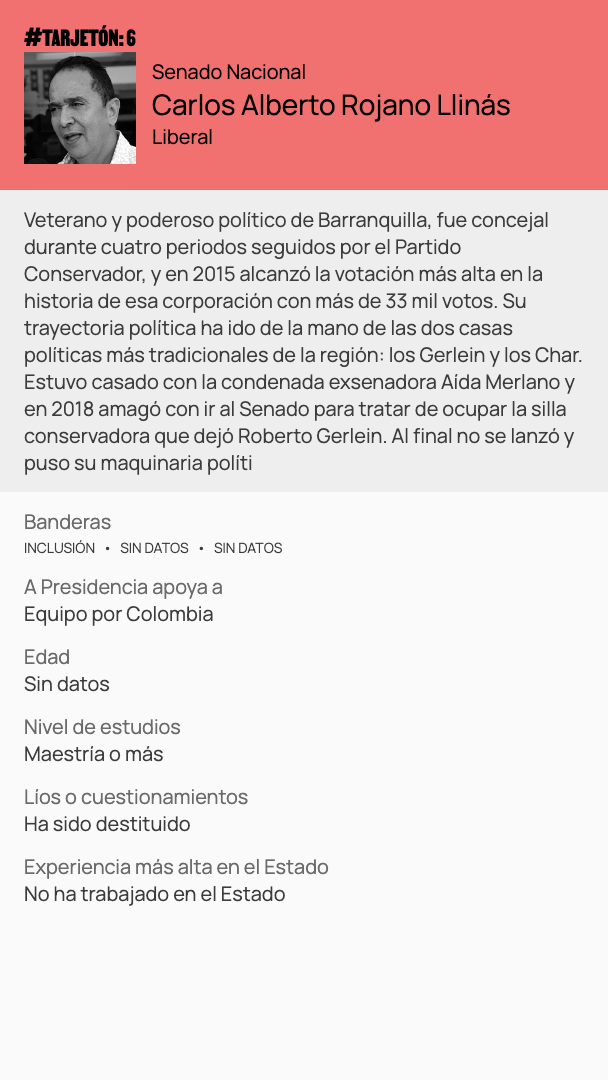 #TARJETÓN: 6
Senado Nacional
Carlos Alberto Rojano Llinás
Liberal
Veterano y poderoso político de Barranquilla, fue concejal
durante cuatro periodos seguidos por el Partido
Conservador, y en 2015 alcanzó la votación más alta en la
historia de esa corporación con más de 33 mil votos. Su
trayectoria política ha ido de la mano de las dos casas
políticas más tradicionales de la región: los Gerlein y los Char.
Estuvo casado con la condenada exsenadora Aída Merlano y
en 2018 amagó con ir al Senado para tratar de ocupar la silla
conservadora que dejó Roberto Gerlein. Al final no se lanzó y
puso su maquinaria políti
Banderas
INCLUSIÓN • SIN DATOS • SIN DATOS
A Presidencia apoya a
Equipo por Colombia
Edad
Sin datos
Nivel de estudios
Maestría o más
Líos o cuestionamientos
Ha sido destituido
Experiencia más alta en el Estado
No ha trabajado en el Estado